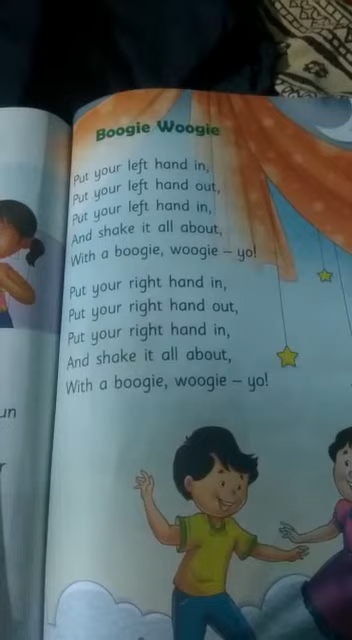 Boogie Woogie
Put your left hand in,
Put your left hand out,
Put your left hand in,
And shake it all about,
With a boogie, woogie – yo!
Put your right hand in,
Put your right hand out,
Put your right hand in,
And shake it all about,
With a boogie, woogie – yo!
un
r